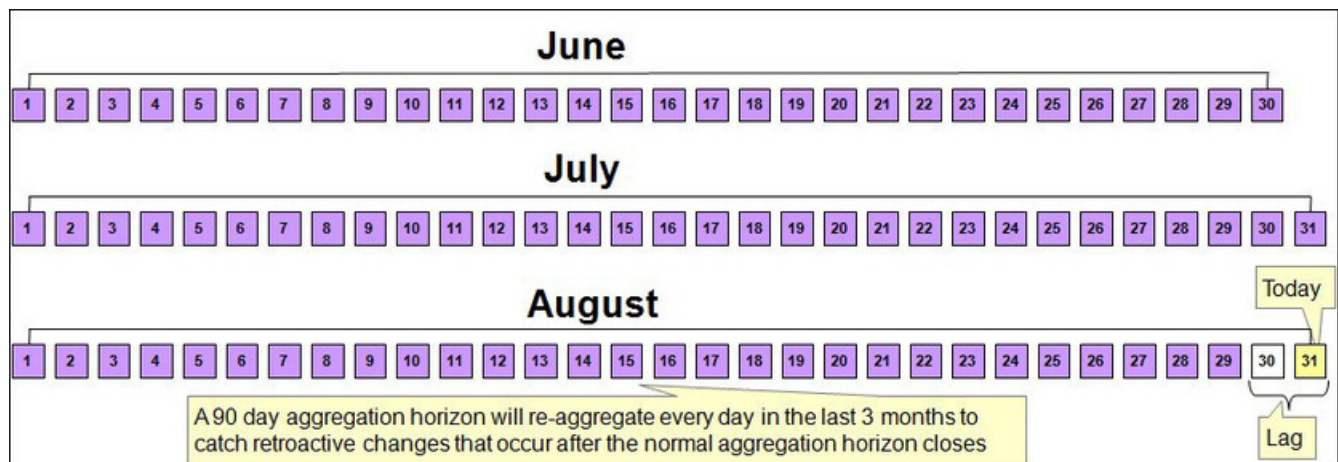 June
1 2 3 4 5 6 7 8 9 10 11 12 13 14 15 16 17 18 19 20 21 22 23 24 25 26 27 28 29 30
July
1 2 3 4 5 6 7 8 9 10 11 12 13 14 15 16 17 18 19 20 21 22 23 24 25 26 27 28 29 30 31
August
Today
1 2 3 4 5 6 7 8 9 10 11 12 13 14 15 16 17 18 19 20 21 22 23 24 25 26 27 28 29 30 31
A 90 day aggregation horizon will re-aggregate every day in the last 3 months to
catch retroactive changes that occur after the normal aggregation horizon closes
Lag